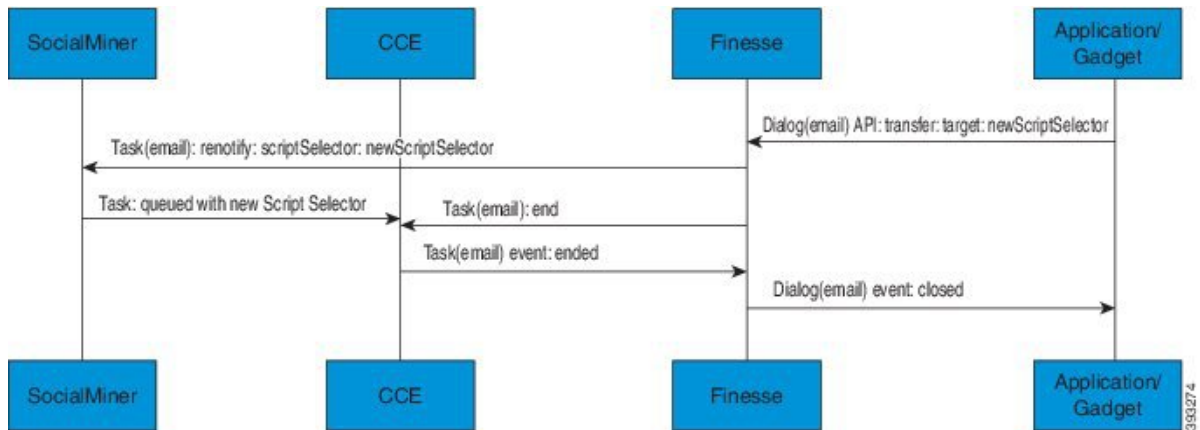 SocialMiner
CCE
Finesse
Application/
Gadget
Dialog(email) API: transfer: target: newScriptSelector
Task(email): renotify: scriptSelector: newScriptSelector
Task: queued with new Script Selector
Task(email): end
Task(email) event: ended
Dialog(email) event: closed
SocialMiner
CCE
Finesse
Application/
Gadget
393274